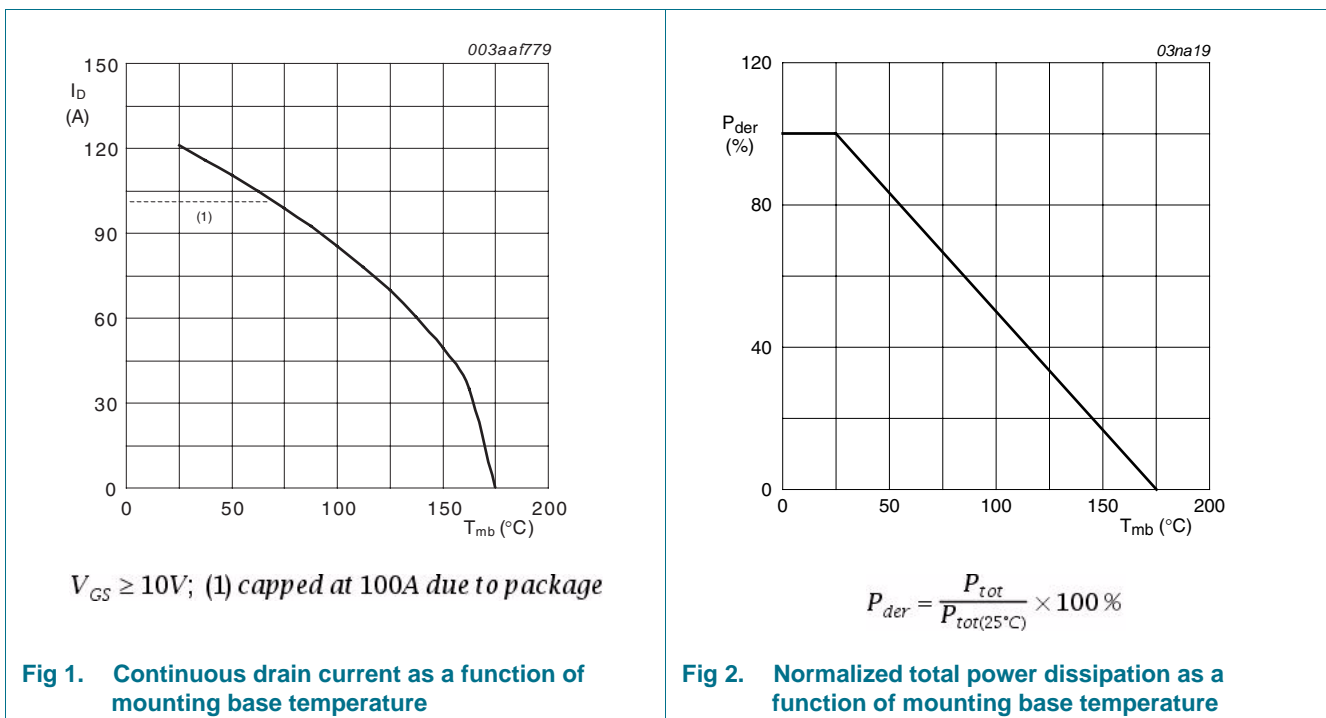 003aaf779
150
I_D
(A)
120
(1)
90
60
30
0
0 50 100 150 200
T_mb (°C)
V_GS ≥ 10V; (1) capped at 100A due to package
Fig 1. Continuous drain current as a function of
mounting base temperature
03na19
120
P_der
(%)
80
40
0
0 50 100 150 200
T_mb (°C)
P_der = P_tot / P_tot(25°C) × 100 %
Fig 2. Normalized total power dissipation as a
function of mounting base temperature